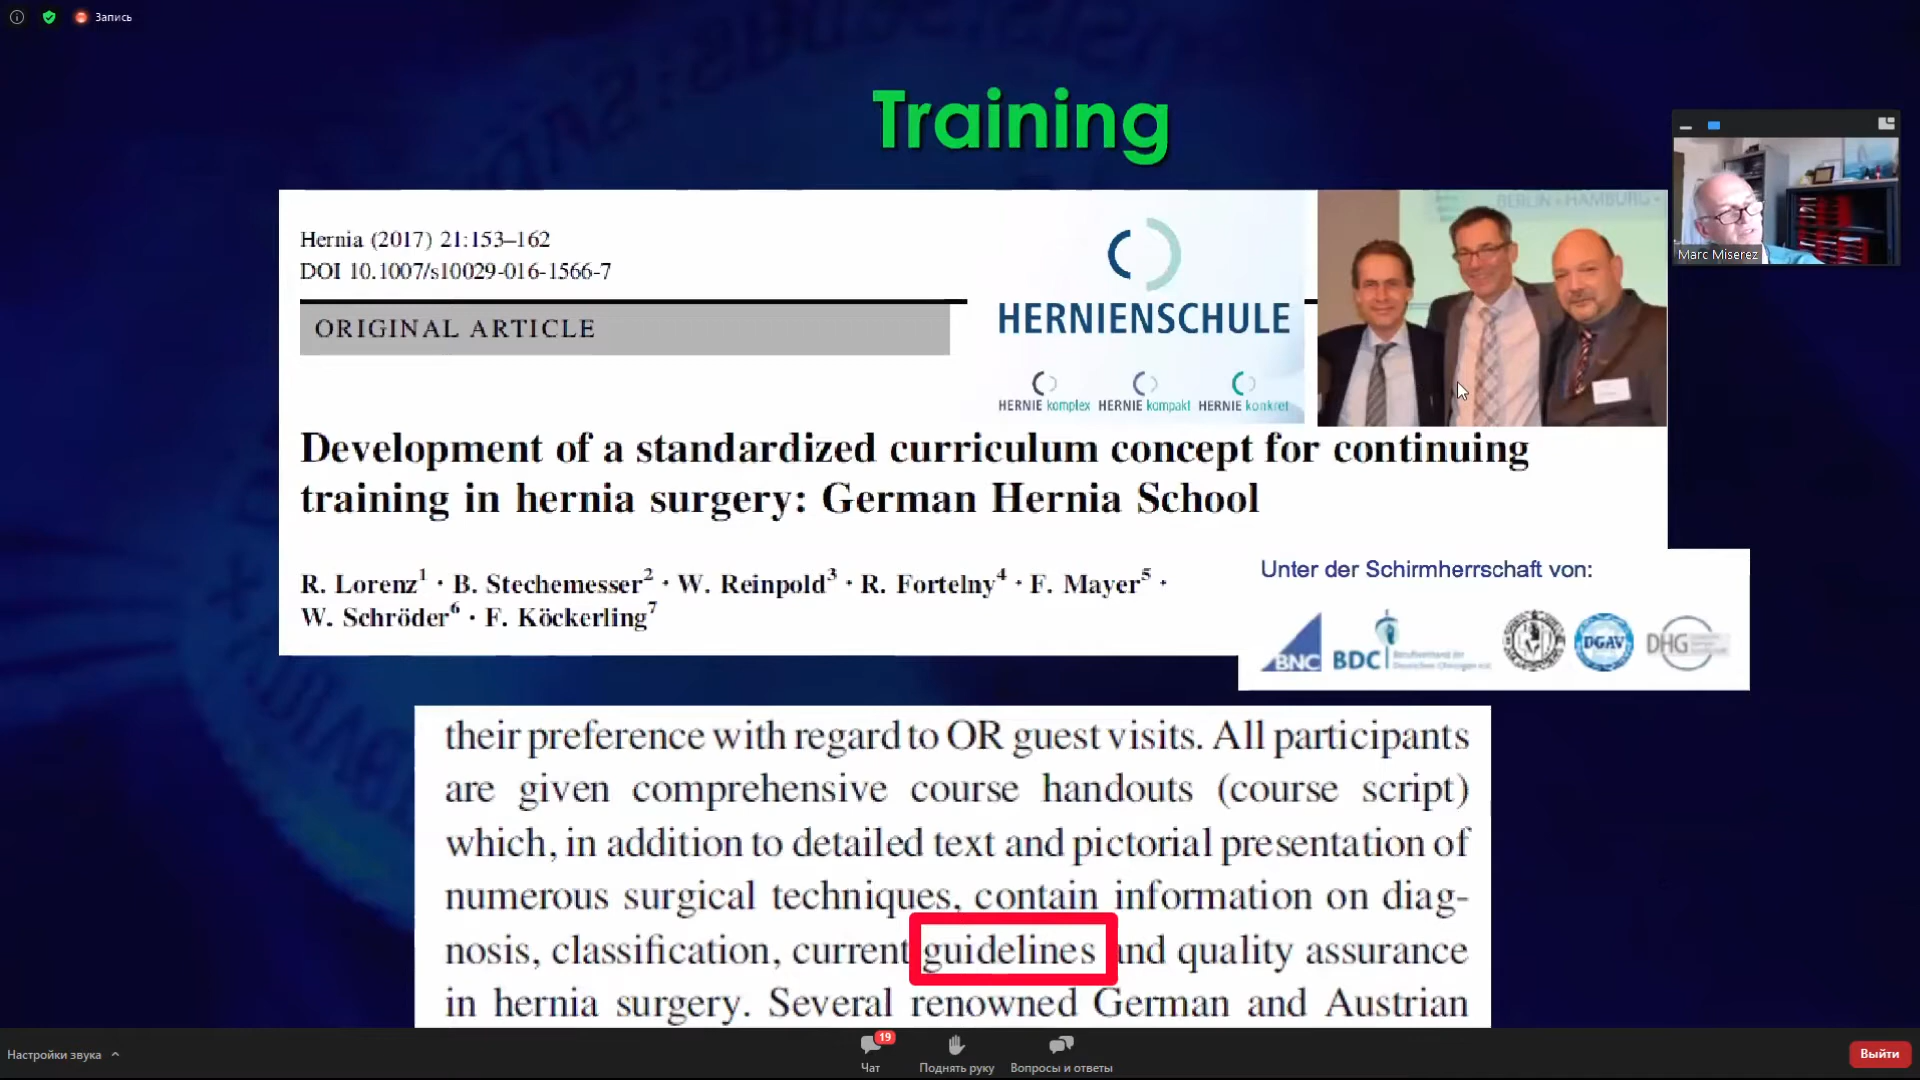 Запись
Training
Hernia (2017) 21:153–162
DOI 10.1007/s10029-016-1566-7
ORIGINAL ARTICLE
HERNIENSCHULE
HERNIE komplex HERNIE kompakt HERNIE konkret
BERLIN - HAMBURG -
Marc Miserez
Development of a standardized curriculum concept for continuing
training in hernia surgery: German Hernia School
R. Lorenz1 · B. Stechemesser2 · W. Reinpold3 · R. Fortelny4 · F. Mayer5 ·
W. Schröder6 · F. Köckerling7
Unter der Schirmherrschaft von:
BNC BDC DGAV DHG
their preference with regard to OR guest visits. All participants
are given comprehensive course handouts (course script)
which, in addition to detailed text and pictorial presentation of
numerous surgical techniques, contain information on diag-
nosis, classification, current guidelines and quality assurance
in hernia surgery. Several renowned German and Austrian
Настройки звука
19
Чат
Поднять руку
Вопросы и ответы
Выйти